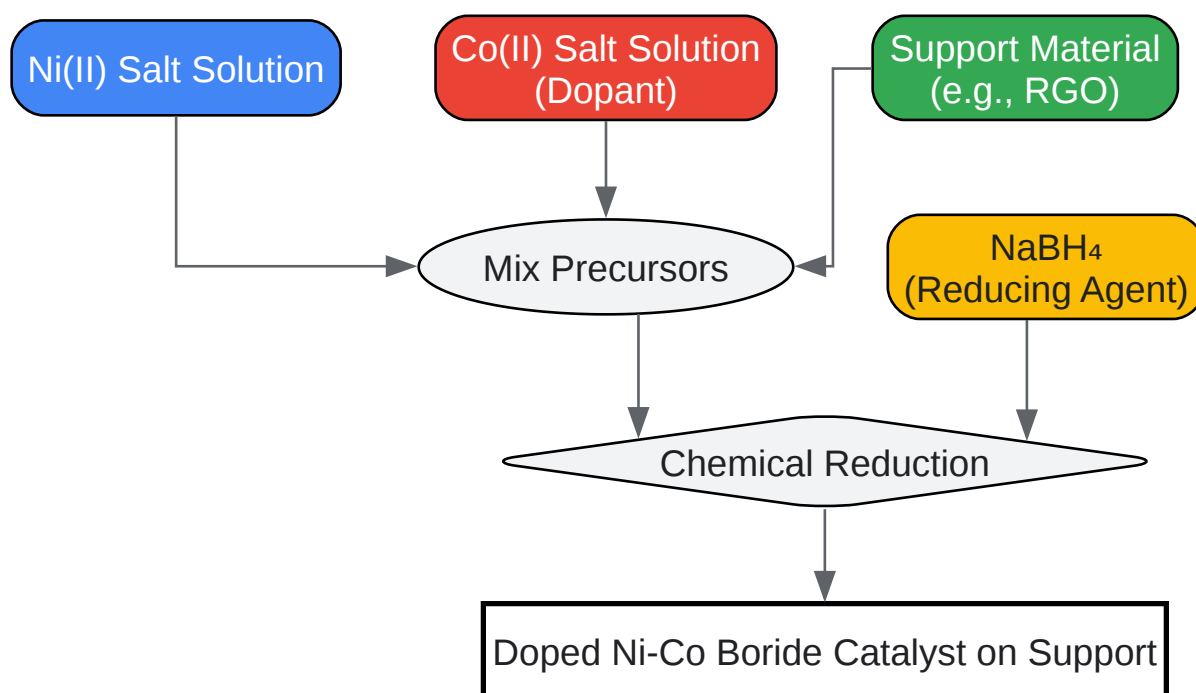 Ni(II) Salt Solution
Co(II) Salt Solution
(Dopant)
Support Material
(e.g., RGO)
Mix Precursors
NaBH₄
(Reducing Agent)
Chemical Reduction
Doped Ni-Co Boride Catalyst on Support